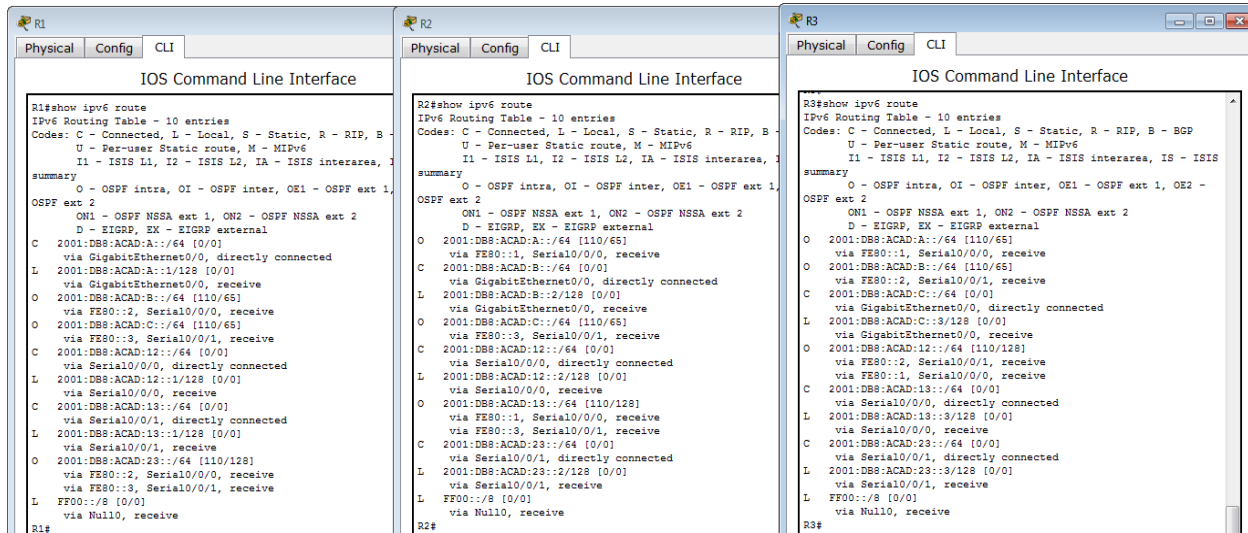 R1
Physical Config CLI
IOS Command Line Interface
R1#show ipv6 route
IPv6 Routing Table - 10 entries
Codes: C - Connected, L - Local, S - Static, R - RIP, B -
U - Per-user Static route, M - MIPv6
I1 - ISIS L1, I2 - ISIS L2, IA - ISIS interarea, I
summary
O - OSPF intra, OI - OSPF inter, OE1 - OSPF ext 1,
OSPF ext 2
ON1 - OSPF NSSA ext 1, ON2 - OSPF NSSA ext 2
D - EIGRP, EX - EIGRP external
C 2001:DB8:ACAD:A::/64 [0/0]
via GigabitEthernet0/0, directly connected
L 2001:DB8:ACAD:A::1/128 [0/0]
via GigabitEthernet0/0, receive
O 2001:DB8:ACAD:B::/64 [110/65]
via FE80::2, Serial0/0/0, receive
O 2001:DB8:ACAD:C::/64 [110/65]
via FE80::3, Serial0/0/1, receive
C 2001:DB8:ACAD:12::/64 [0/0]
via Serial0/0/0, directly connected
L 2001:DB8:ACAD:12::1/128 [0/0]
via Serial0/0/0, receive
C 2001:DB8:ACAD:13::/64 [0/0]
via Serial0/0/1, directly connected
L 2001:DB8:ACAD:13::1/128 [0/0]
via Serial0/0/1, receive
O 2001:DB8:ACAD:23::/64 [110/128]
via FE80::2, Serial0/0/0, receive
via FE80::3, Serial0/0/1, receive
L FF00::/8 [0/0]
via Null0, receive
R1#
R2
Physical Config CLI
IOS Command Line Interface
R2#show ipv6 route
IPv6 Routing Table - 10 entries
Codes: C - Connected, L - Local, S - Static, R - RIP, B -
U - Per-user Static route, M - MIPv6
I1 - ISIS L1, I2 - ISIS L2, IA - ISIS interarea, I
summary
O - OSPF intra, OI - OSPF inter, OE1 - OSPF ext 1,
OSPF ext 2
ON1 - OSPF NSSA ext 1, ON2 - OSPF NSSA ext 2
D - EIGRP, EX - EIGRP external
O 2001:DB8:ACAD:A::/64 [110/65]
via FE80::1, Serial0/0/0, receive
C 2001:DB8:ACAD:B::/64 [0/0]
via GigabitEthernet0/0, directly connected
L 2001:DB8:ACAD:B::2/128 [0/0]
via GigabitEthernet0/0, receive
O 2001:DB8:ACAD:C::/64 [110/65]
via FE80::3, Serial0/0/1, receive
C 2001:DB8:ACAD:12::/64 [0/0]
via Serial0/0/0, directly connected
L 2001:DB8:ACAD:12::2/128 [0/0]
via Serial0/0/0, receive
O 2001:DB8:ACAD:13::/64 [110/128]
via FE80::1, Serial0/0/0, receive
via FE80::3, Serial0/0/1, receive
C 2001:DB8:ACAD:23::/64 [0/0]
via Serial0/0/1, directly connected
L 2001:DB8:ACAD:23::2/128 [0/0]
via Serial0/0/1, receive
L FF00::/8 [0/0]
via Null0, receive
R2#
R3
Physical Config CLI
IOS Command Line Interface
R3#show ipv6 route
IPv6 Routing Table - 10 entries
Codes: C - Connected, L - Local, S - Static, R - RIP, B - BGP
U - Per-user Static route, M - MIPv6
I1 - ISIS L1, I2 - ISIS L2, IA - ISIS interarea, IS - ISIS
summary
O - OSPF intra, OI - OSPF inter, OE1 - OSPF ext 1, OE2 -
OSPF ext 2
ON1 - OSPF NSSA ext 1, ON2 - OSPF NSSA ext 2
D - EIGRP, EX - EIGRP external
O 2001:DB8:ACAD:A::/64 [110/65]
via FE80::1, Serial0/0/0, receive
O 2001:DB8:ACAD:B::/64 [110/65]
via FE80::2, Serial0/0/1, receive
C 2001:DB8:ACAD:C::/64 [0/0]
via GigabitEthernet0/0, directly connected
L 2001:DB8:ACAD:C::3/128 [0/0]
via GigabitEthernet0/0, receive
O 2001:DB8:ACAD:12::/64 [110/128]
via FE80::2, Serial0/0/1, receive
via FE80::1, Serial0/0/0, receive
C 2001:DB8:ACAD:13::/64 [0/0]
via Serial0/0/0, directly connected
L 2001:DB8:ACAD:13::3/128 [0/0]
via Serial0/0/0, receive
C 2001:DB8:ACAD:23::/64 [0/0]
via Serial0/0/1, directly connected
L 2001:DB8:ACAD:23::3/128 [0/0]
via Serial0/0/1, receive
L FF00::/8 [0/0]
via Null0, receive
R3#